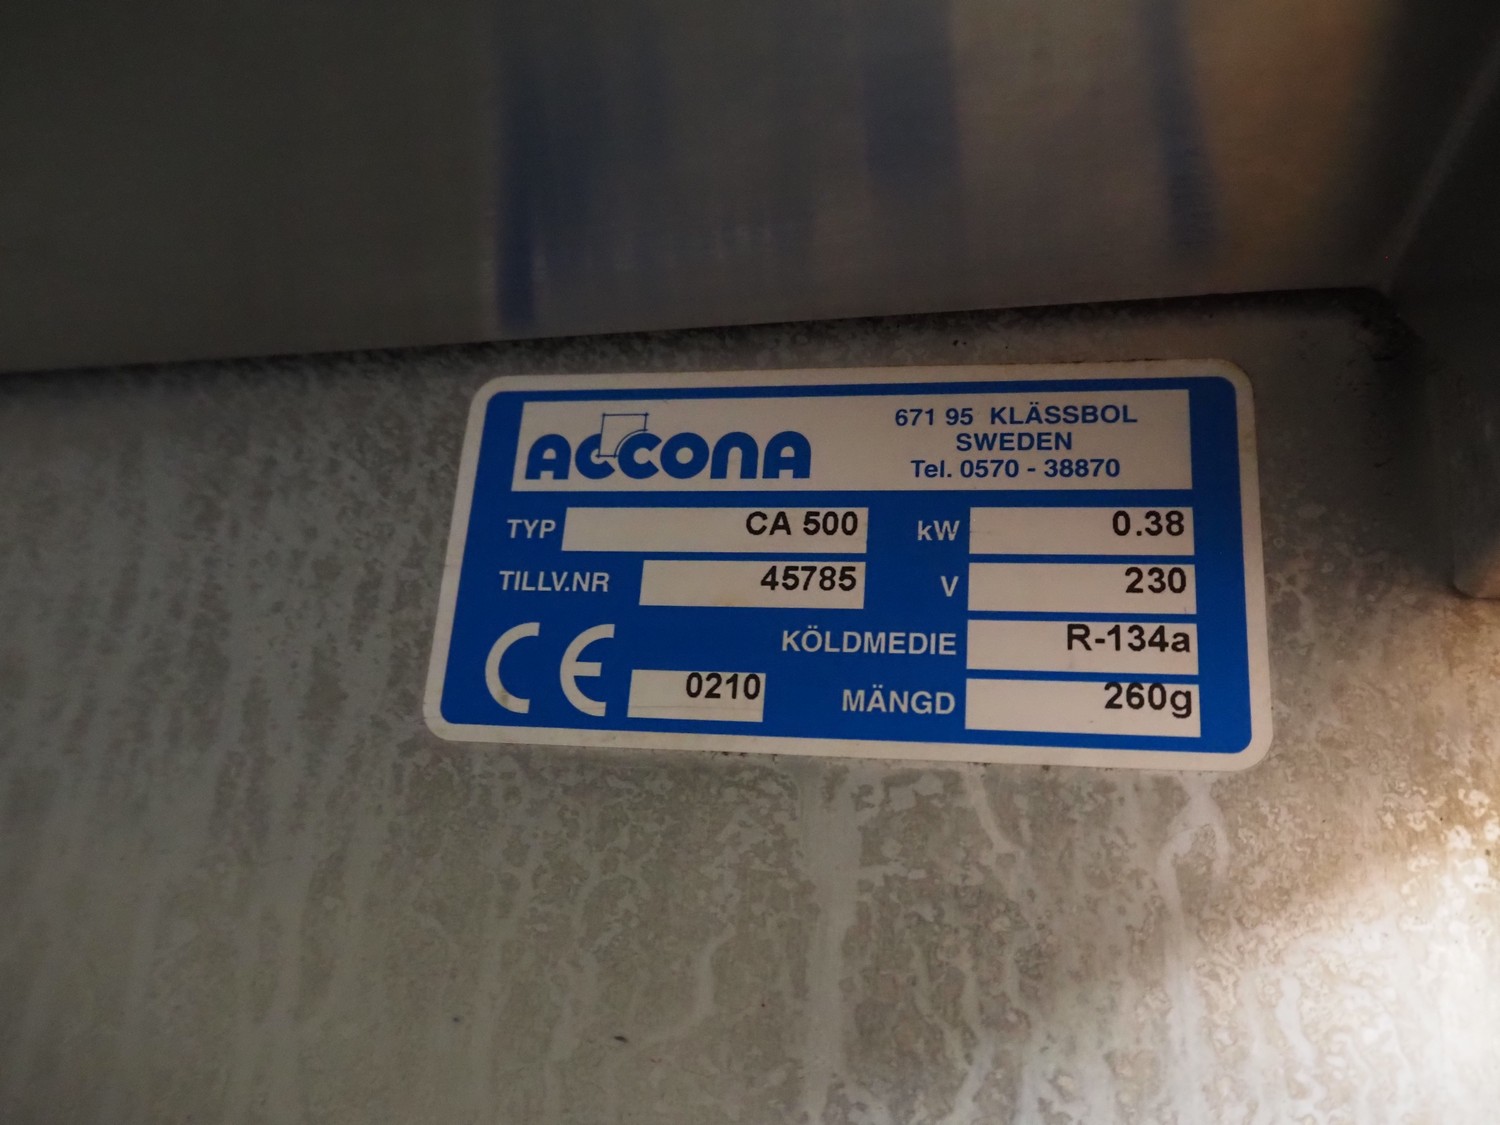 ACCONA
671 95 KLÄSSBOL
SWEDEN
Tel. 0570 - 38870
TYP CA 500 kW 0.38
TILLV.NR 45785 V 230
KÖLDMEDIE R-134a
CE 0210 MÄNGD 260g